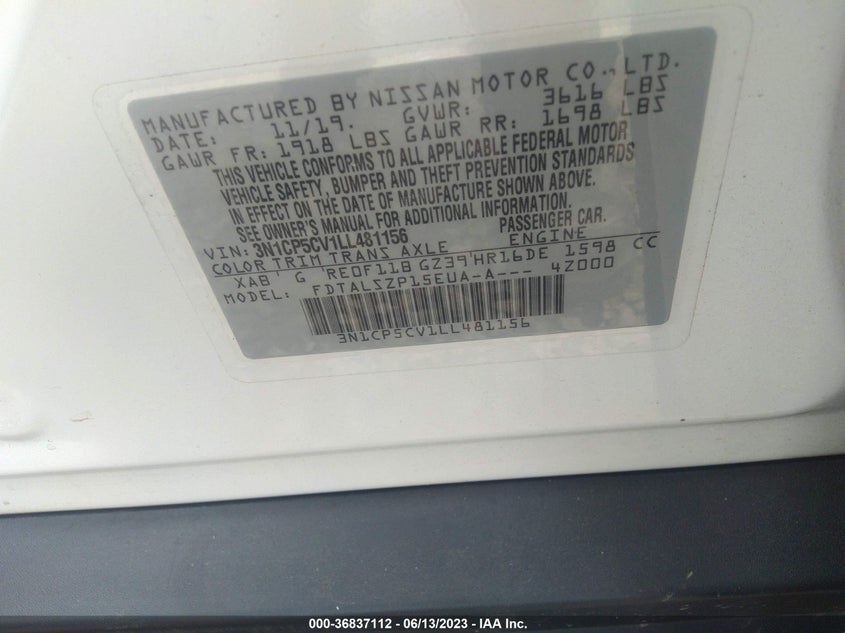 MANUFACTURED BY NISSAN MOTOR CO., LTD.
DATE: 11/19. GVWR: 3616 LBS
GAWR FR: 1918 LBS GAWR RR: 1698 LBS
THIS VEHICLE CONFORMS TO ALL APPLICABLE FEDERAL MOTOR
VEHICLE SAFETY, BUMPER AND THEFT PREVENTION STANDARDS
IN EFFECT ON THE DATE OF MANUFACTURE SHOWN ABOVE.
SEE OWNER'S MANUAL FOR ADDITIONAL INFORMATION.
VIN: 3N1CP5CV1LL481156 PASSENGER CAR.
COLOR TRIM TRANS AXLE ENGINE
XAB' G 'RE0F11B GZ39'HR16DE 1598 CC
MODEL: FDTALSZP15EUA-A--- 4Z000
3N1CP5CV1LL481156
000-36837112 - 06/13/2023 - © IAA Inc.